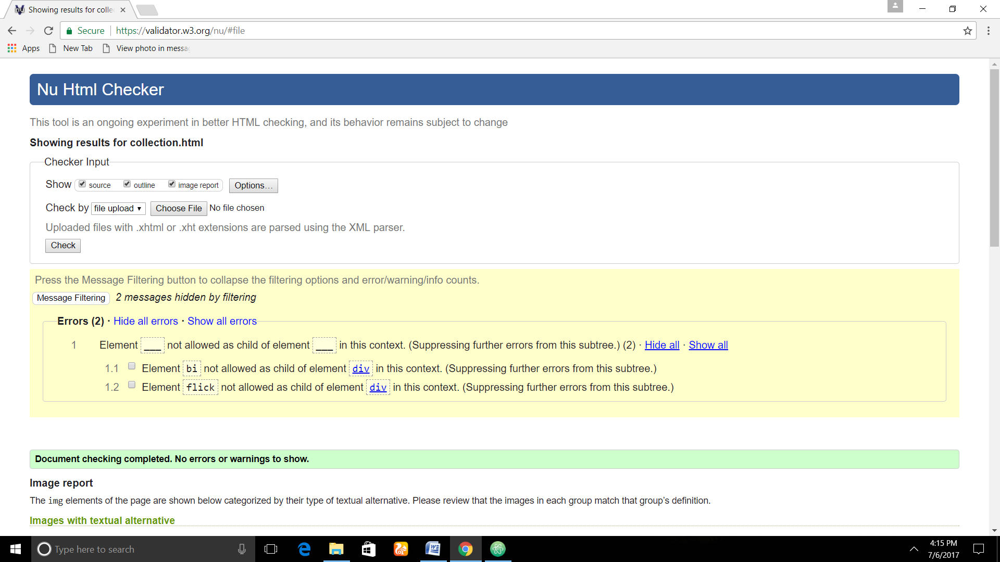 Showing results for colle
Secure https://validator.w3.org/nu/#file
Apps New Tab View photo in messa
Nu Html Checker
This tool is an ongoing experiment in better HTML checking, and its behavior remains subject to change
Showing results for collection.html
Checker Input
Show source outline image report Options...
Check by file upload Choose File No file chosen
Uploaded files with .xhtml or .xht extensions are parsed using the XML parser.
Check
Press the Message Filtering button to collapse the filtering options and error/warning/info counts.
Message Filtering 2 messages hidden by filtering
Errors (2) · Hide all errors · Show all errors
1 Element ___ not allowed as child of element ___ in this context. (Suppressing further errors from this subtree.) (2) · Hide all · Show all
1.1 Element bi not allowed as child of element div in this context. (Suppressing further errors from this subtree.)
1.2 Element flick not allowed as child of element div in this context. (Suppressing further errors from this subtree.)
Document checking completed. No errors or warnings to show.
Image report
The img elements of the page are shown below categorized by their type of textual alternative. Please review that the images in each group match that group's definition.
Images with textual alternative
Type here to search
4:15 PM
7/6/2017